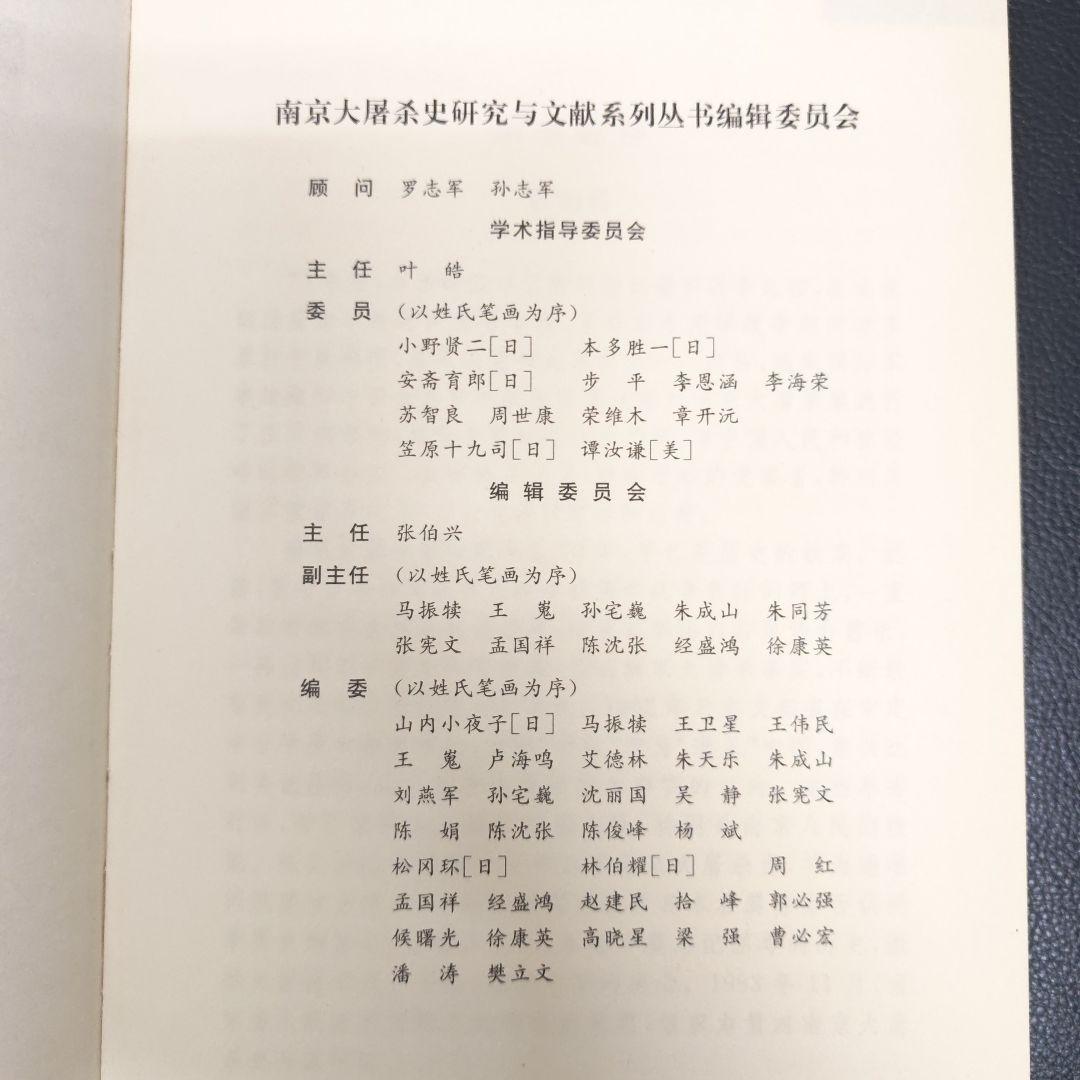 南京大屠杀史研究与文献系列丛书编辑委员会
顾 问 罗志军 孙志军
学术指导委员会
主 任 叶 皓
委 员 (以姓氏笔画为序)
小野贤二[日] 本多胜一[日]
安斋育郎[日] 步 平 李恩涵 李海荣
苏智良 周世康 荣维木 章开沅
笠原十九司[日] 谭汝谦[美]
编辑委员会
主 任 张伯兴
副主任 (以姓氏笔画为序)
马振犊 王 嵬 孙宅巍 朱成山 朱同芳
张宪文 孟国祥 陈沈张 经盛鸿 徐康英
编 委 (以姓氏笔画为序)
山内小夜子[日] 马振犊 王卫星 王伟民
王 嵬 卢海鸣 艾德林 朱天乐 朱成山
刘燕军 孙宅巍 沈丽国 吴 静 张宪文
陈 娟 陈沈张 陈俊峰 杨 斌
松冈环[日] 林伯耀[日] 周 红
孟国祥 经盛鸿 赵建民 拾 峰 郭必强
候曙光 徐康英 高晓星 梁 强 曹必宏
潘 涛 樊立文